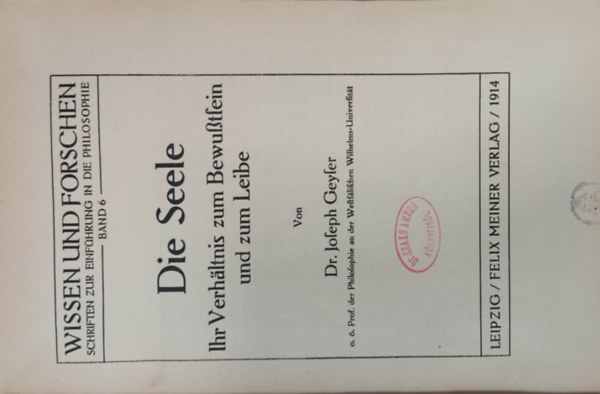 WISSEN UND FORSCHEN
SCHRIFTEN ZUR EINFÜHRUNG IN DIE PHILOSOPHIE
BAND 6
Die Seele
Ihr Verhältnis zum Bewußtſein
und zum Leibe
Von
Dr. Joſeph Geyſer
o. ö. Prof. der Philoſophie an der Weſtfäliſchen Wilhelms-Univerſität
LEIPZIG / FELIX MEINER VERLAG / 1914